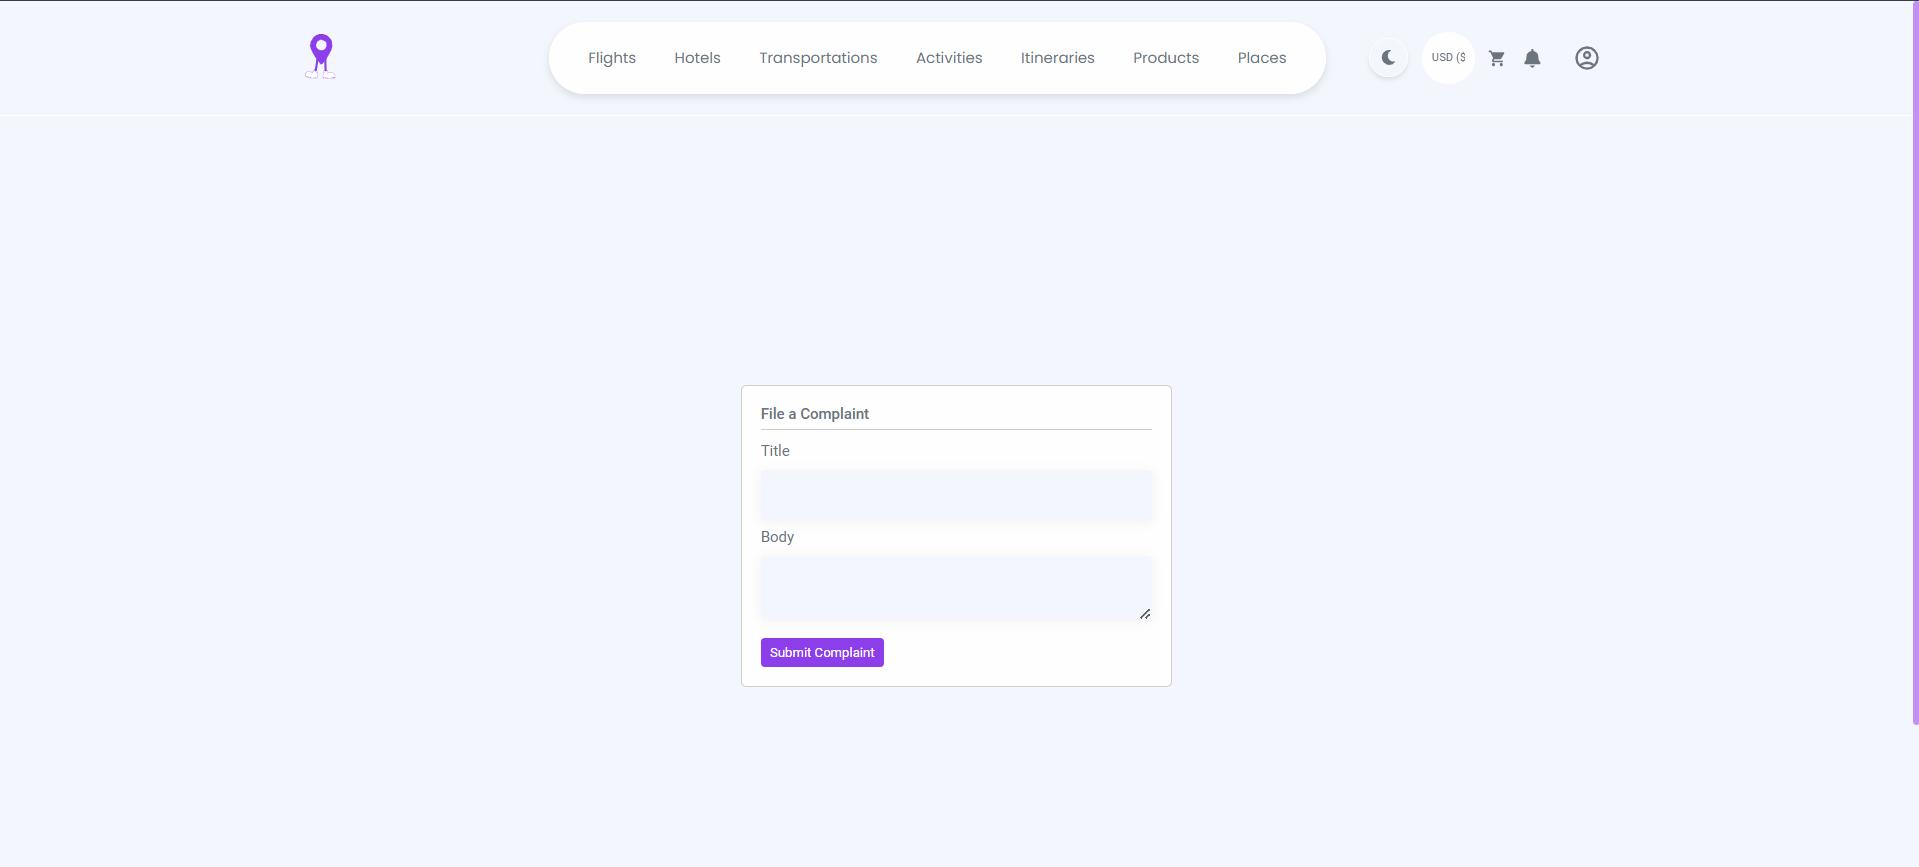 Flights Hotels Transportations Activities Itineraries Products Places USD ($
File a Complaint
Title
Body
Submit Complaint